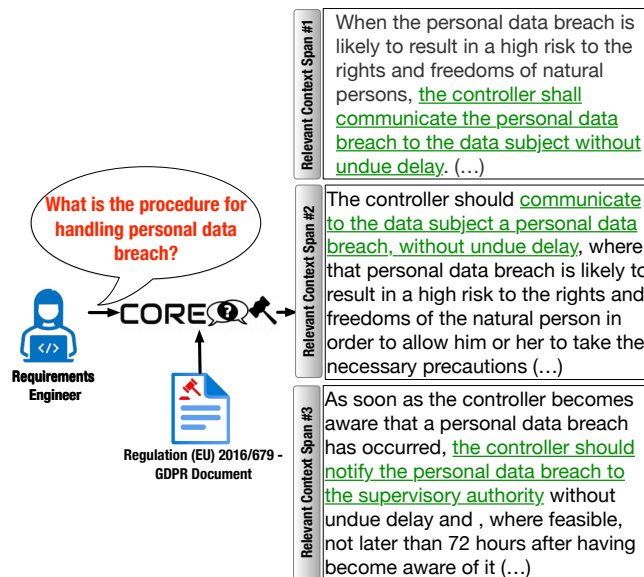 Relevant Context Span #1
When the personal data breach is
likely to result in a high risk to the
rights and freedoms of natural
persons, the controller shall
communicate the personal data
breach to the data subject without
undue delay. (…)
What is the procedure for
handling personal data
breach?
CORE
?
</>
Requirements
Engineer
Regulation (EU) 2016/679 -
GDPR Document
Relevant Context Span #2
The controller should communicate
to the data subject a personal data
breach, without undue delay, where
that personal data breach is likely to
result in a high risk to the rights and
freedoms of the natural person in
order to allow him or her to take the
necessary precautions (…)
Relevant Context Span #3
As soon as the controller becomes
aware that a personal data breach
has occurred, the controller should
notify the personal data breach to
the supervisory authority without
undue delay and , where feasible,
not later than 72 hours after having
become aware of it (…)